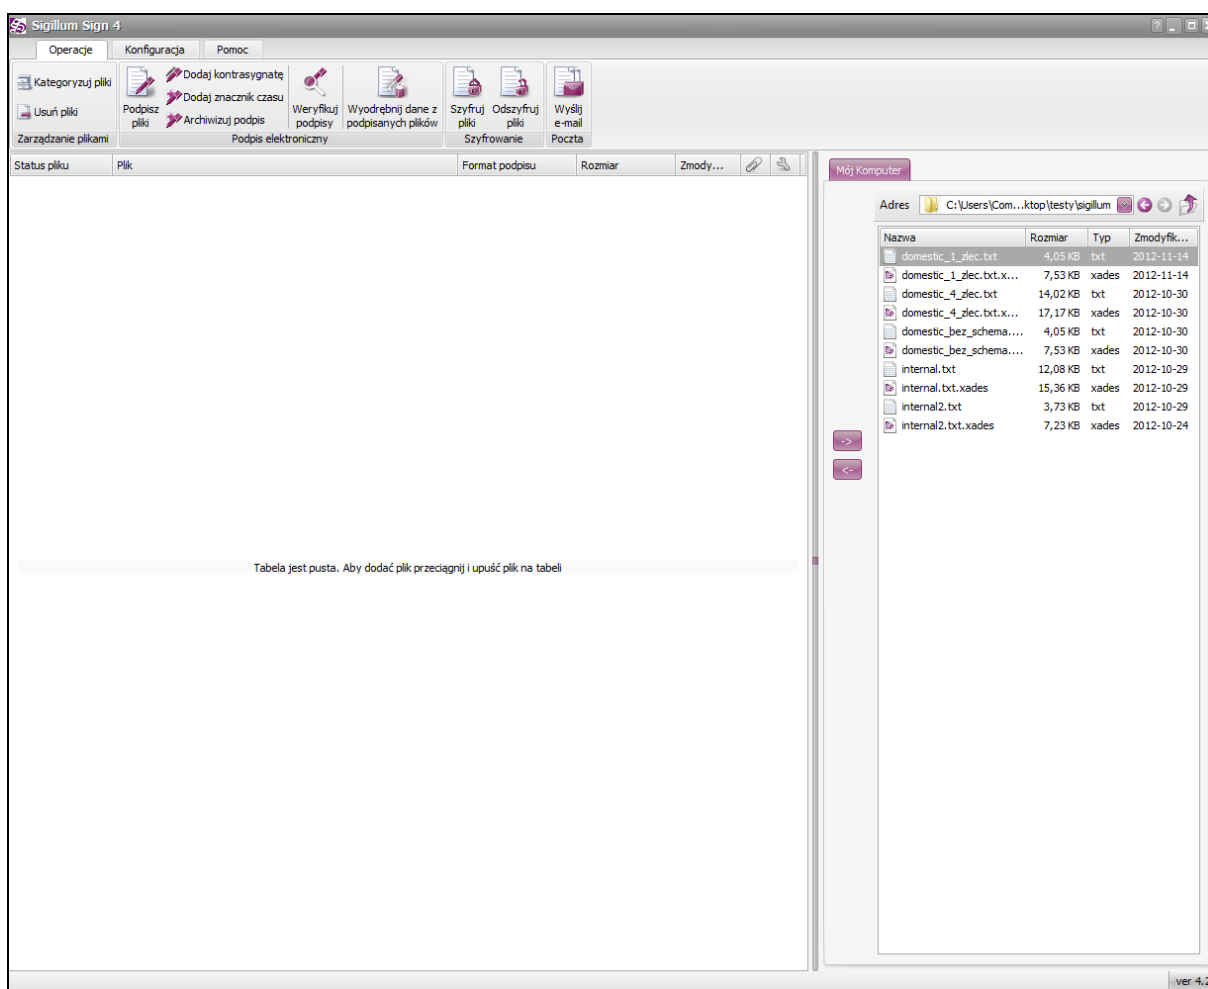 Sigillum Sign 4
Operacje Konfiguracja Pomoc
Kategoryzuj pliki
Usuń pliki
Zarządzanie plikami
Podpisz
pliki
Dodaj kontrasygnatę
Dodaj znacznik czasu
Archiwizuj podpis
Weryfikuj
podpisy
Wyodrębnij dane z
podpisanych plików
Podpis elektroniczny
Szyfruj
pliki
Odszyfruj
pliki
Szyfrowanie
Wyślij
e-mail
Poczta
Status pliku Plik Format podpisu Rozmiar Zmody...
Tabela jest pusta. Aby dodać plik przeciągnij i upuść plik na tabeli
Mój Komputer
Adres C:\Users\Com...ktop\testy\sigillum
->
<-
Nazwa Rozmiar Typ Zmodyfik...
domestic_1_zlec.txt 4,05 KB txt 2012-11-14
domestic_1_zlec.txt.x... 7,53 KB xades 2012-11-14
domestic_4_zlec.txt 14,02 KB txt 2012-10-30
domestic_4_zlec.txt.x... 17,17 KB xades 2012-10-30
domestic_bez_schema.... 4,05 KB txt 2012-10-30
domestic_bez_schema.... 7,53 KB xades 2012-10-30
internal.txt 12,08 KB txt 2012-10-29
internal.txt.xades 15,36 KB xades 2012-10-29
internal2.txt 3,73 KB txt 2012-10-29
internal2.txt.xades 7,23 KB xades 2012-10-24
ver 4.2